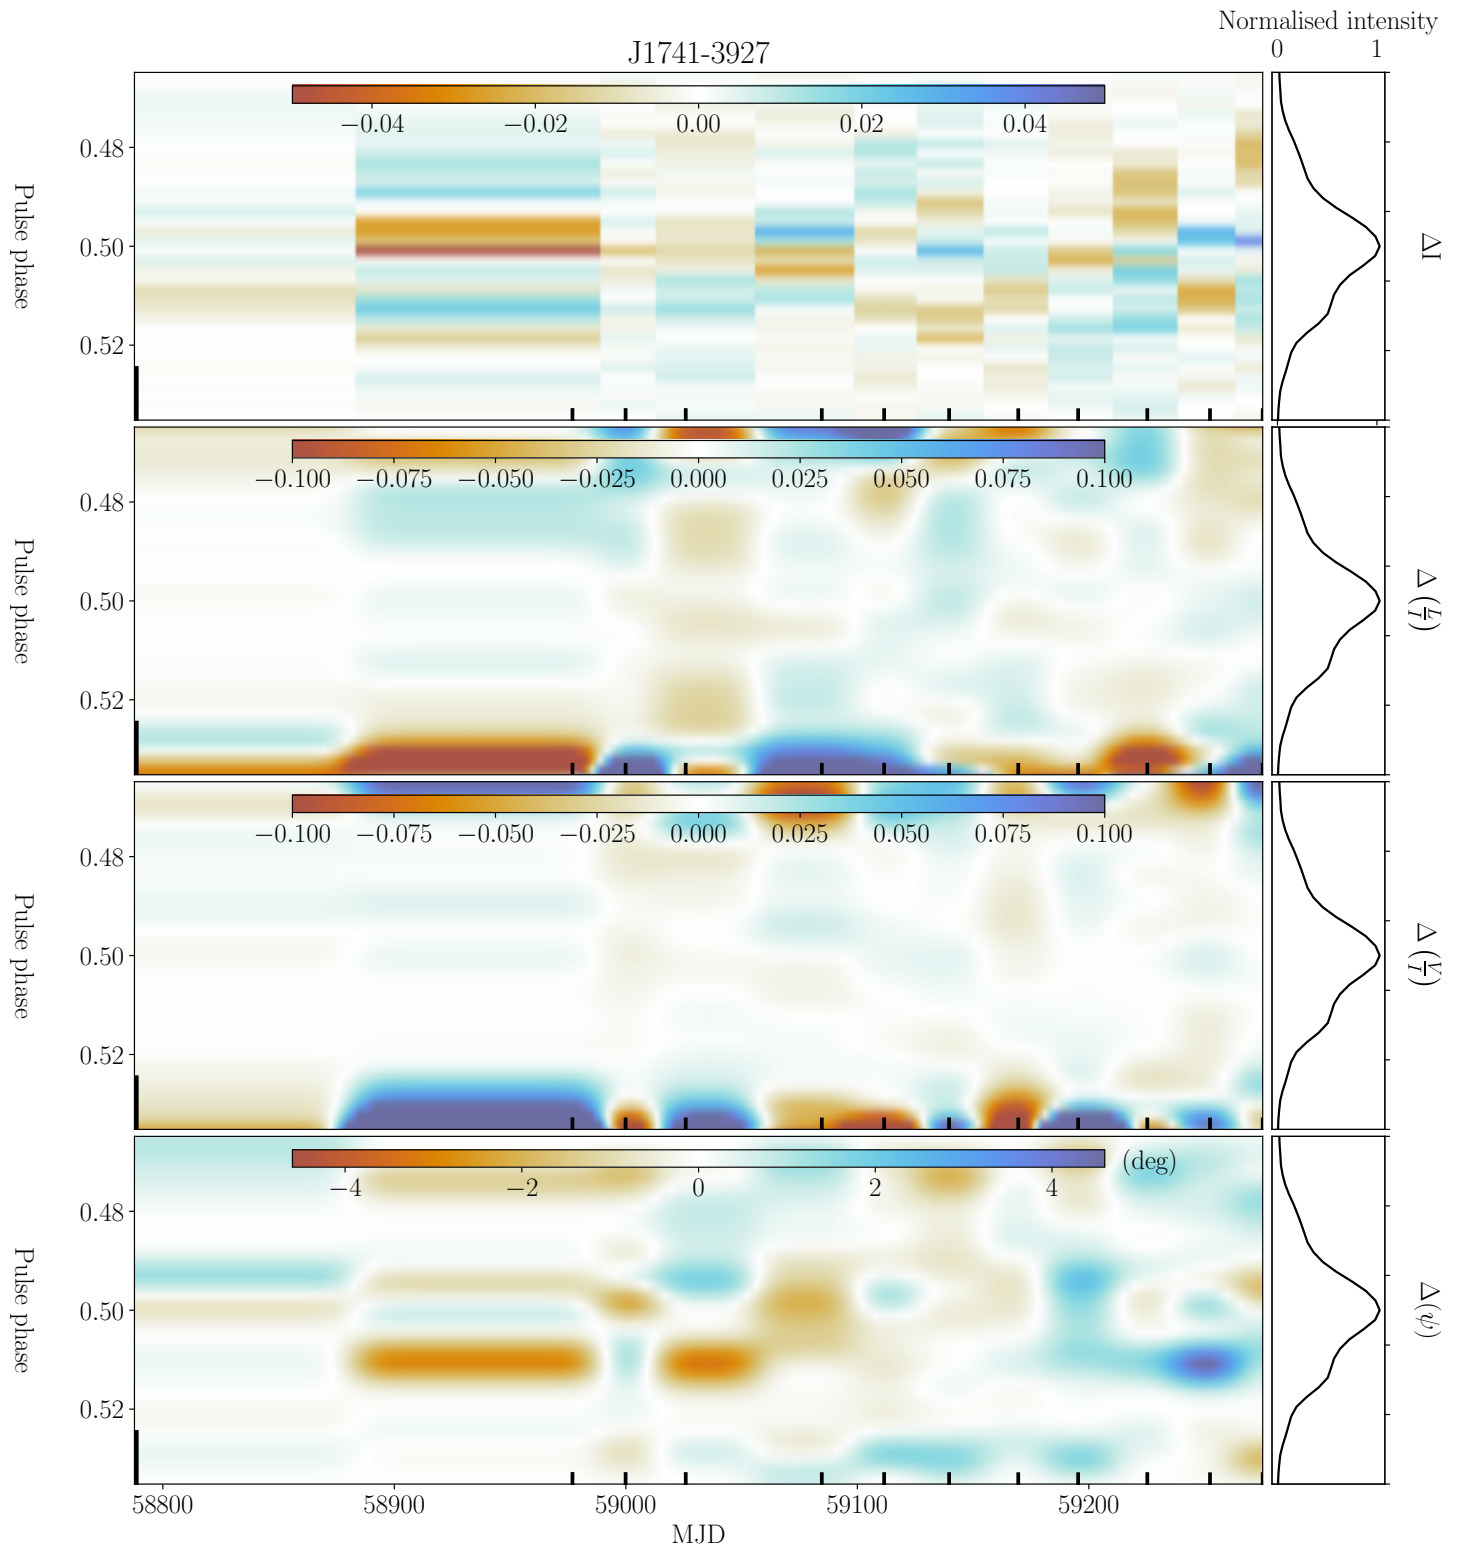 Normalised intensity
J1741-3927
0 1
−0.04 −0.02 0.00 0.02 0.04
0.48
0.50
0.52
Pulse phase
ΔI
−0.100 −0.075 −0.050 −0.025 0.000 0.025 0.050 0.075 0.100
0.48
0.50
0.52
Pulse phase
Δ (L/I)
−0.100 −0.075 −0.050 −0.025 0.000 0.025 0.050 0.075 0.100
0.48
0.50
0.52
Pulse phase
Δ (V/I)
(deg)
−4 −2 0 2 4
0.48
0.50
0.52
Pulse phase
Δ(ψ)
58800 58900 59000 59100 59200
MJD